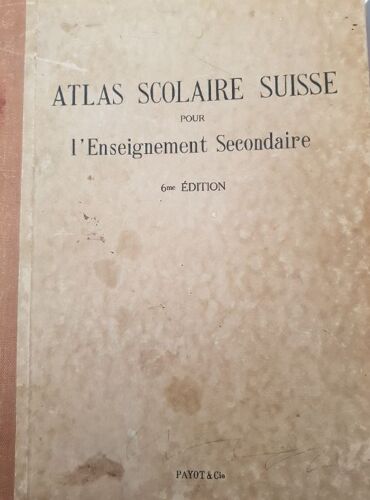 ATLAS SCOLAIRE SUISSE
POUR
l'Enseignement Secondaire
6me ÉDITION
PAYOT & Cie